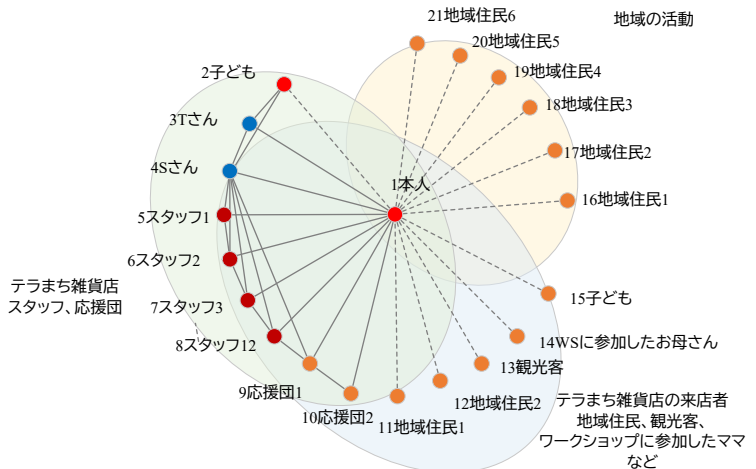 21地域住民6
地域の活動
20地域住民5
19地域住民4
18地域住民3
17地域住民2
16地域住民1
2子ども
3Tさん
4Sさん
1本人
5スタッフ1
6スタッフ2
7スタッフ3
8スタッフ12
9応援団1
10応援団2
11地域住民1
12地域住民2
13観光客
14WSに参加したお母さん
15子ども
テラまち雑貨店
スタッフ、応援団
テラまち雑貨店の来店者
地域住民、観光客、
ワークショップに参加したママ
など